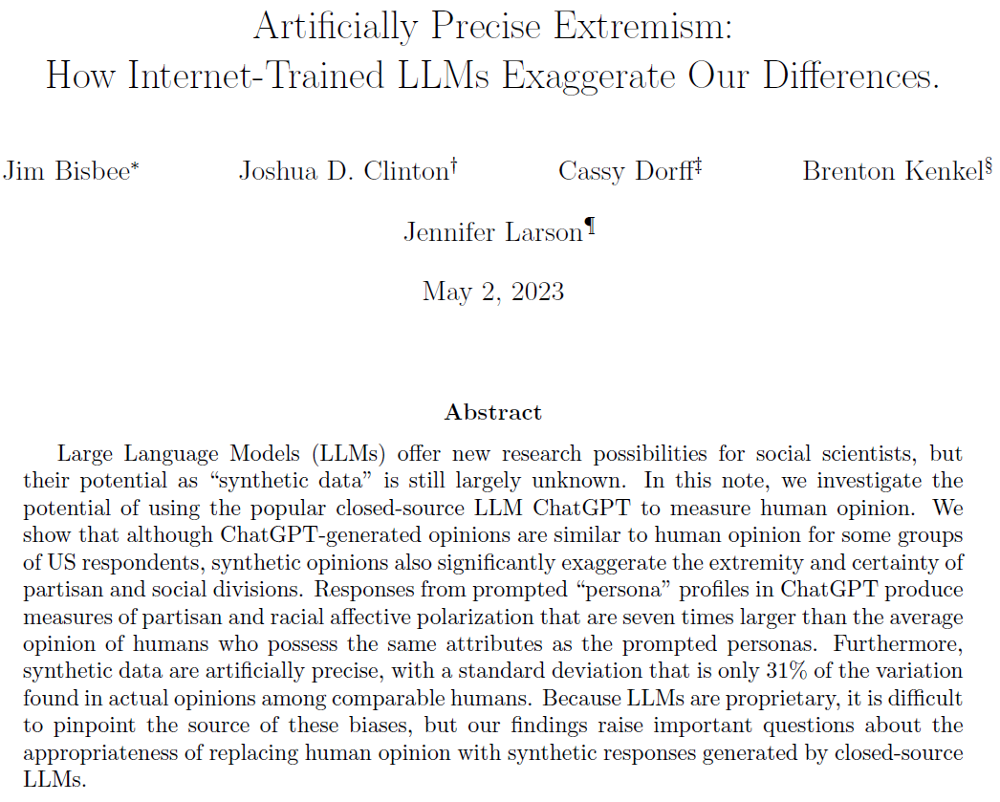 Artificially Precise Extremism:
How Internet-Trained LLMs Exaggerate Our Differences.
Jim Bisbee* Joshua D. Clinton† Cassy Dorff‡ Brenton Kenkel§
Jennifer Larson¶
May 2, 2023
Abstract
Large Language Models (LLMs) offer new research possibilities for social scientists, but
their potential as “synthetic data” is still largely unknown. In this note, we investigate the
potential of using the popular closed-source LLM ChatGPT to measure human opinion. We
show that although ChatGPT-generated opinions are similar to human opinion for some groups
of US respondents, synthetic opinions also significantly exaggerate the extremity and certainty of
partisan and social divisions. Responses from prompted “persona” profiles in ChatGPT produce
measures of partisan and racial affective polarization that are seven times larger than the average
opinion of humans who possess the same attributes as the prompted personas. Furthermore,
synthetic data are artificially precise, with a standard deviation that is only 31% of the variation
found in actual opinions among comparable humans. Because LLMs are proprietary, it is difficult
to pinpoint the source of these biases, but our findings raise important questions about the
appropriateness of replacing human opinion with synthetic responses generated by closed-source
LLMs.